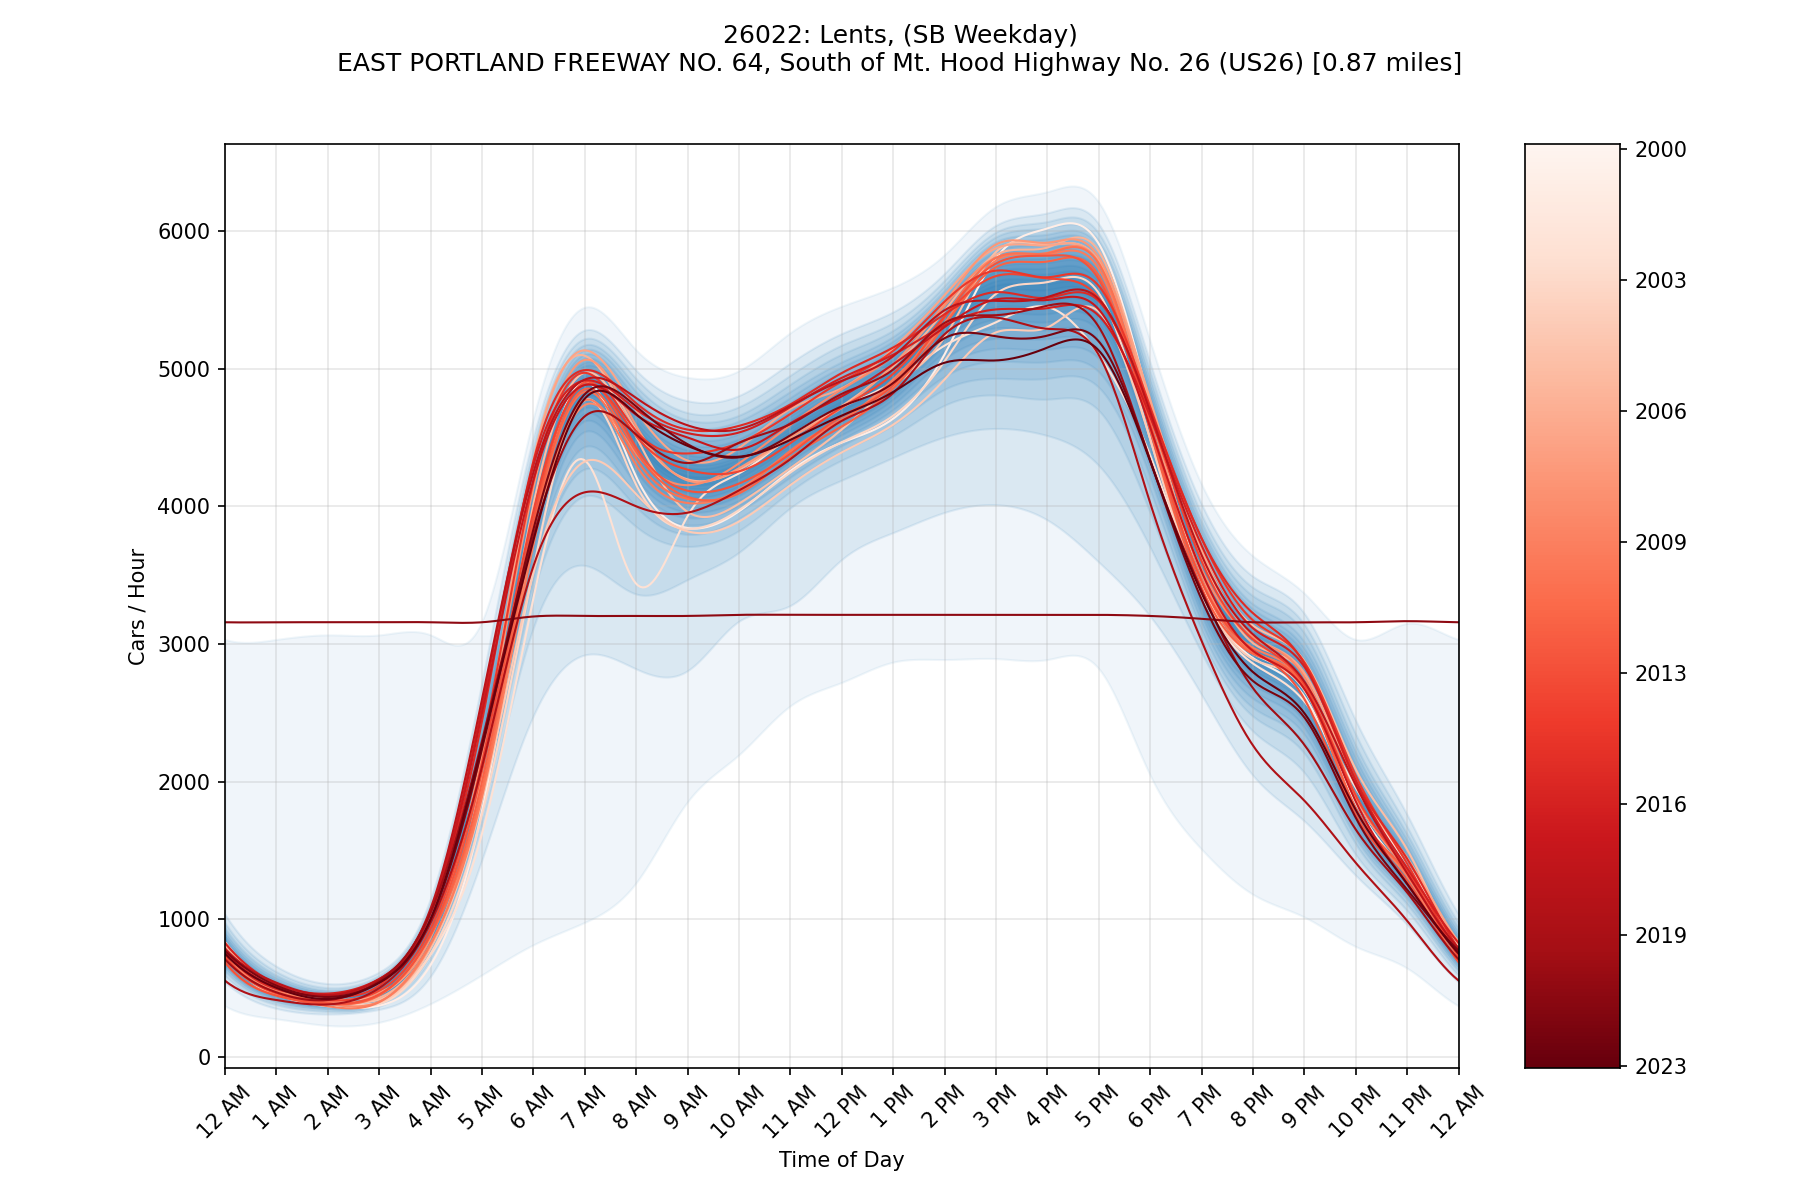 26022: Lents, (SB Weekday)
EAST PORTLAND FREEWAY NO. 64, South of Mt. Hood Highway No. 26 (US26) [0.87 miles]
Cars / Hour
6000
5000
4000
3000
2000
1000
0
12 AM
1 AM
2 AM
3 AM
4 AM
5 AM
6 AM
7 AM
8 AM
9 AM
10 AM
11 AM
12 PM
1 PM
2 PM
3 PM
4 PM
5 PM
6 PM
7 PM
8 PM
9 PM
10 PM
11 PM
12 AM
Time of Day
2000
2003
2006
2009
2013
2016
2019
2023